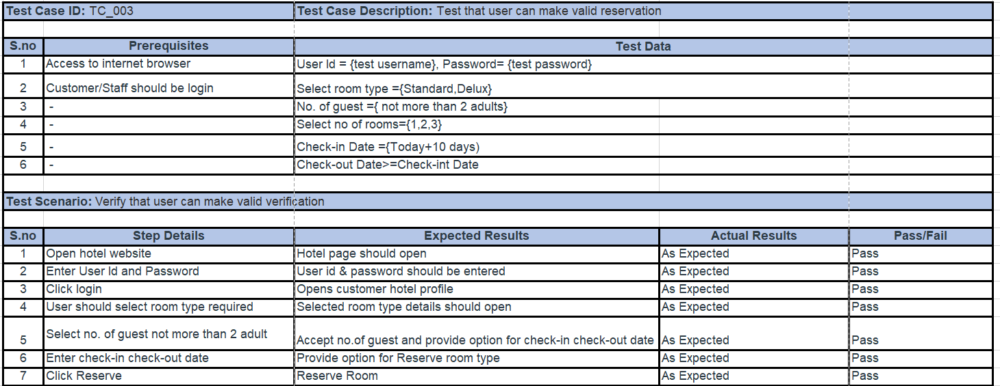 Test Case ID: TC_003 Test Case Description: Test that user can make valid reservation
S.no Prerequisites Test Data
1 Access to internet browser User Id = {test username}, Password= {test password}
2 Customer/Staff should be login Select room type ={Standard,Delux}
3 - No. of guest ={ not more than 2 adults}
4 - Select no of rooms={1,2,3}
5 - Check-in Date ={Today+10 days)
6 - Check-out Date>=Check-int Date
Test Scenario: Verify that user can make valid verification
S.no Step Details Expected Results Actual Results Pass/Fail
1 Open hotel website Hotel page should open As Expected Pass
2 Enter User Id and Password User id & password should be entered As Expected Pass
3 Click login Opens customer hotel profile As Expected Pass
4 User should select room type required Selected room type details should open As Expected Pass
5 Select no. of guest not more than 2 adult Accept no.of guest and provide option for check-in check-out date As Expected Pass
6 Enter check-in check-out date Provide option for Reserve room type As Expected Pass
7 Click Reserve Reserve Room As Expected Pass